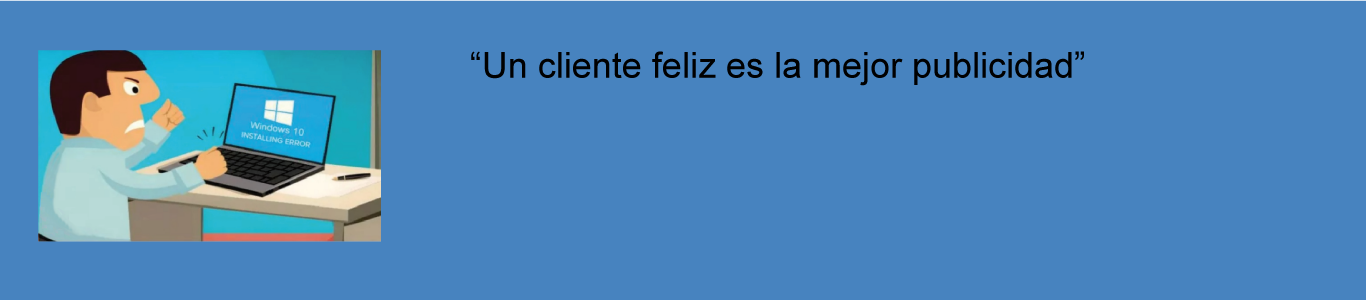 “Un cliente feliz es la mejor publicidad”
Windows 10
INSTALLING ERROR